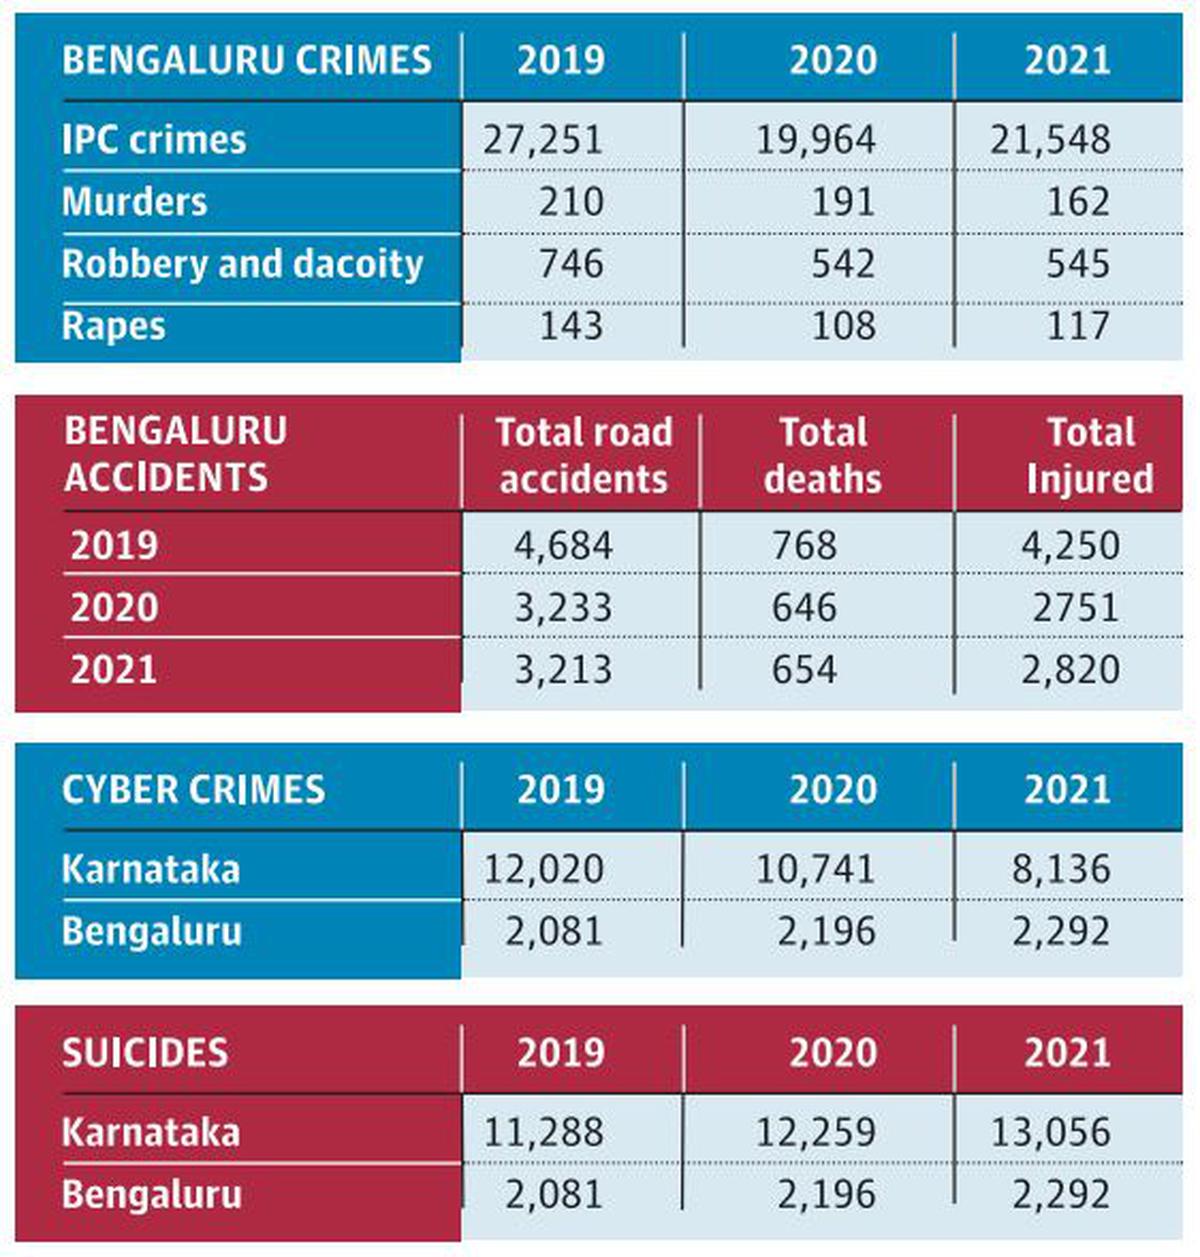 BENGALURU CRIMES 2019 2020 2021
IPC crimes 27,251 19,964 21,548
Murders 210 191 162
Robbery and dacoity 746 542 545
Rapes 143 108 117
BENGALURU ACCIDENTS Total road accidents Total deaths Total Injured
2019 4,684 768 4,250
2020 3,233 646 2751
2021 3,213 654 2,820
CYBER CRIMES 2019 2020 2021
Karnataka 12,020 10,741 8,136
Bengaluru 2,081 2,196 2,292
SUICIDES 2019 2020 2021
Karnataka 11,288 12,259 13,056
Bengaluru 2,081 2,196 2,292